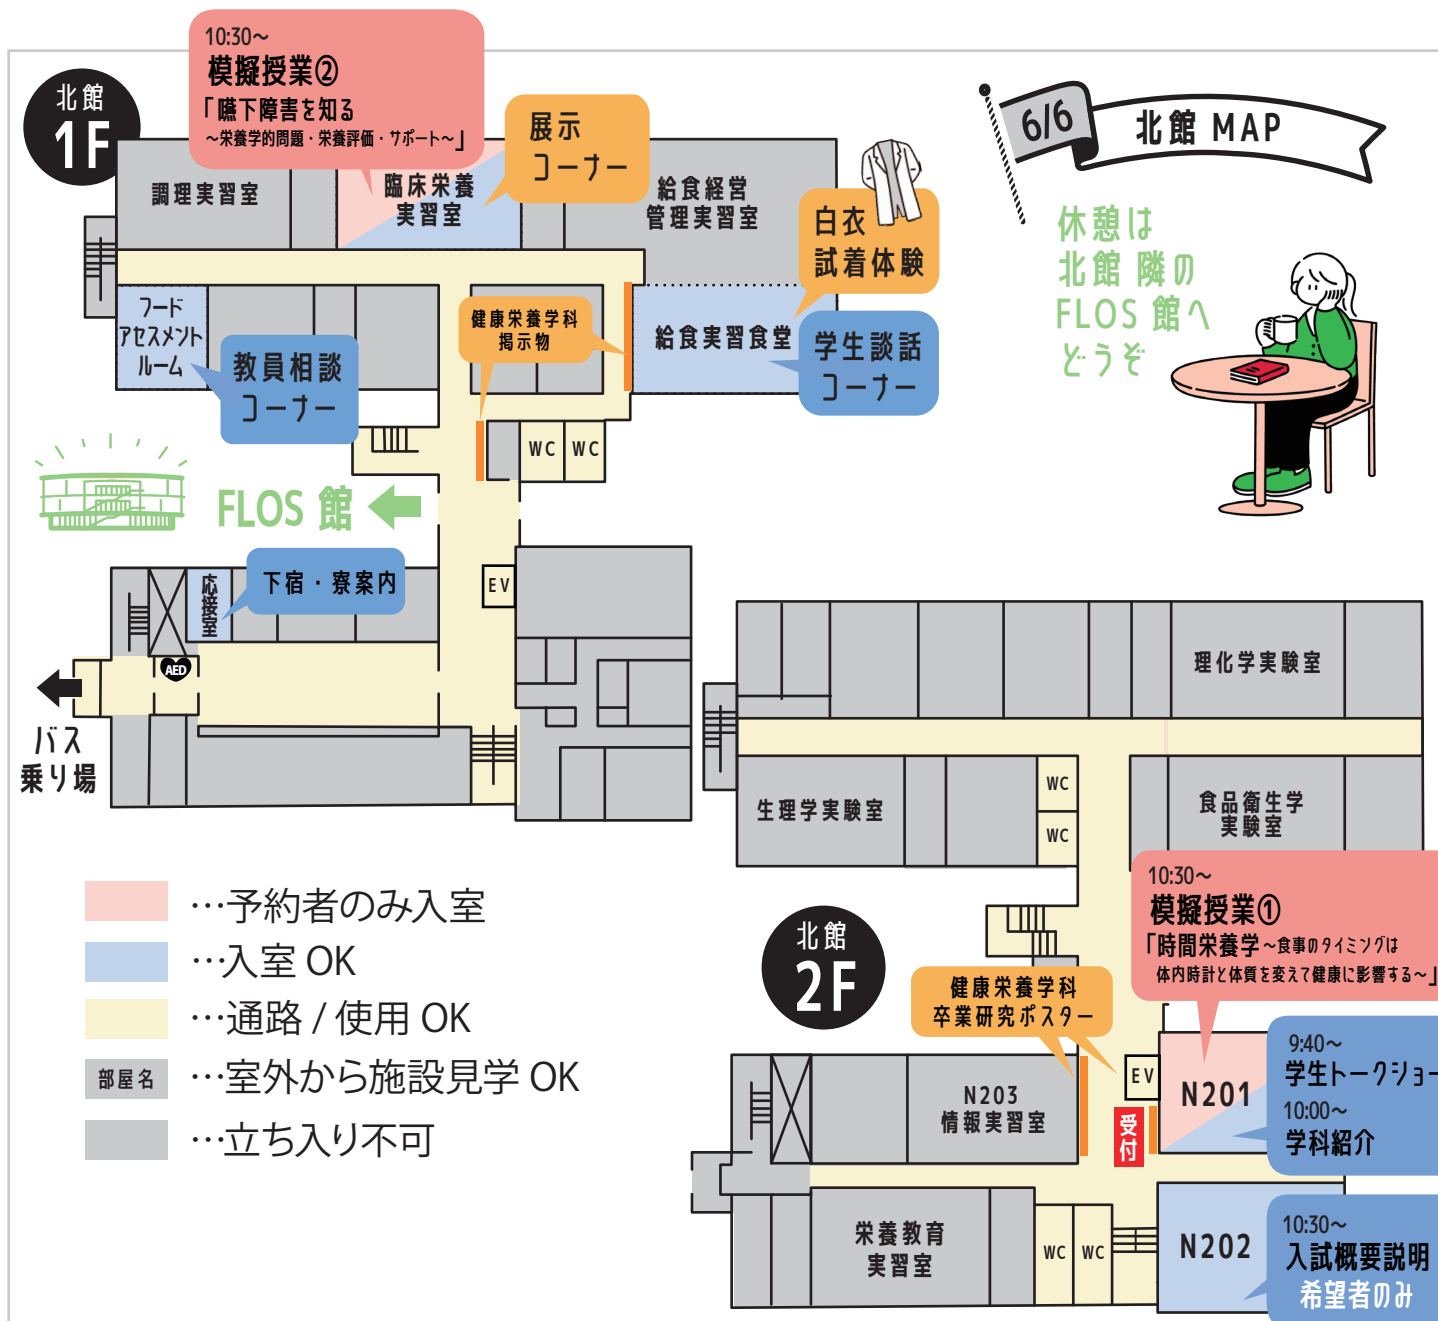 北館
1F
10:30～
模擬授業②
「嚥下障害を知る
～栄養学的問題・栄養評価・サポート～」
展示
コーナー
6/6
北館 MAP
休憩は
北館 隣の
FLOS 館へ
どうぞ
調理実習室
臨床栄養
実習室
給食経営
管理実習室
白衣
試着体験
フード
アセスメント
ルーム
教員相談
コーナー
健康栄養学科
掲示物
給食実習食堂
学生談話
コーナー
WC
WC
FLOS 館
応接室
下宿・寮案内
EV
AED
バス
乗り場
理化学実験室
生理学実験室
WC
WC
食品衛生学
実験室
…予約者のみ入室
…入室 OK
…通路 / 使用 OK
部屋名
…室外から施設見学 OK
…立ち入り不可
北館
2F
10:30～
模擬授業①
「時間栄養学～食事のタイミングは
体内時計と体質を変えて健康に影響する～」
健康栄養学科
卒業研究ポスター
N203
情報実習室
EV
受付
N201
9:40～
学生トークショー
10:00～
学科紹介
栄養教育
実習室
WC
WC
N202
10:30～
入試概要説明
希望者のみ